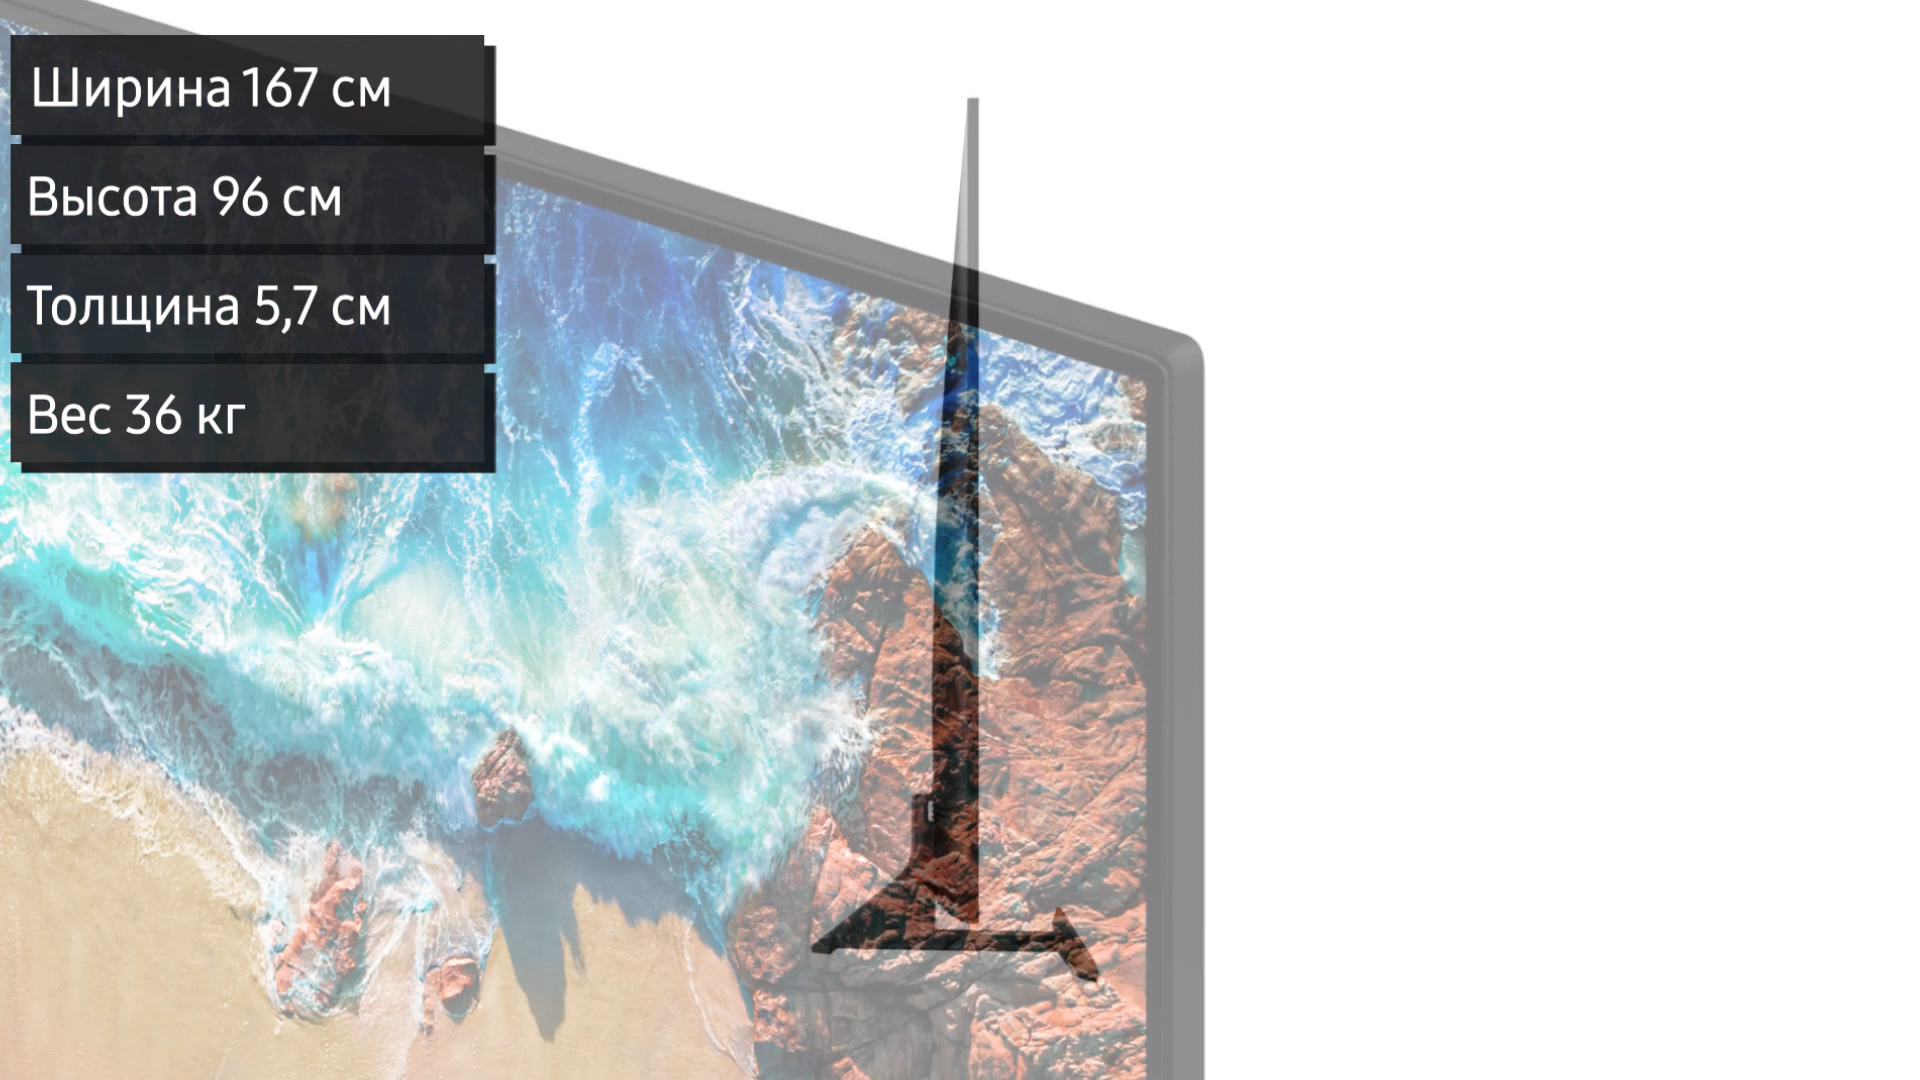 Ширина 167 см
Высота 96 см
Толщина 5,7 см
Вес 36 кг